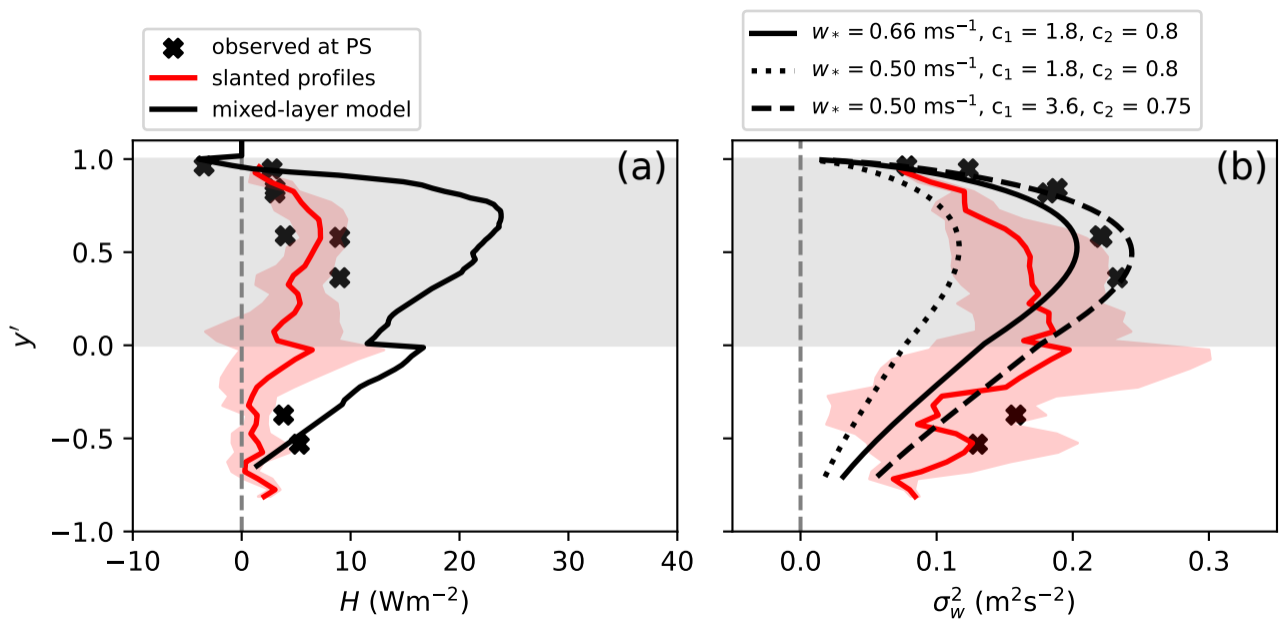 observed at PS
slanted profiles
mixed-layer model
w* = 0.66 ms⁻¹, c₁ = 1.8, c₂ = 0.8
w* = 0.50 ms⁻¹, c₁ = 1.8, c₂ = 0.8
w* = 0.50 ms⁻¹, c₁ = 3.6, c₂ = 0.75
(a)
(b)
y′
1.0
0.5
0.0
−0.5
−1.0
−10 0 10 20 30 40
0.0 0.1 0.2 0.3
H (Wm⁻²)
σ²w (m²s⁻²)